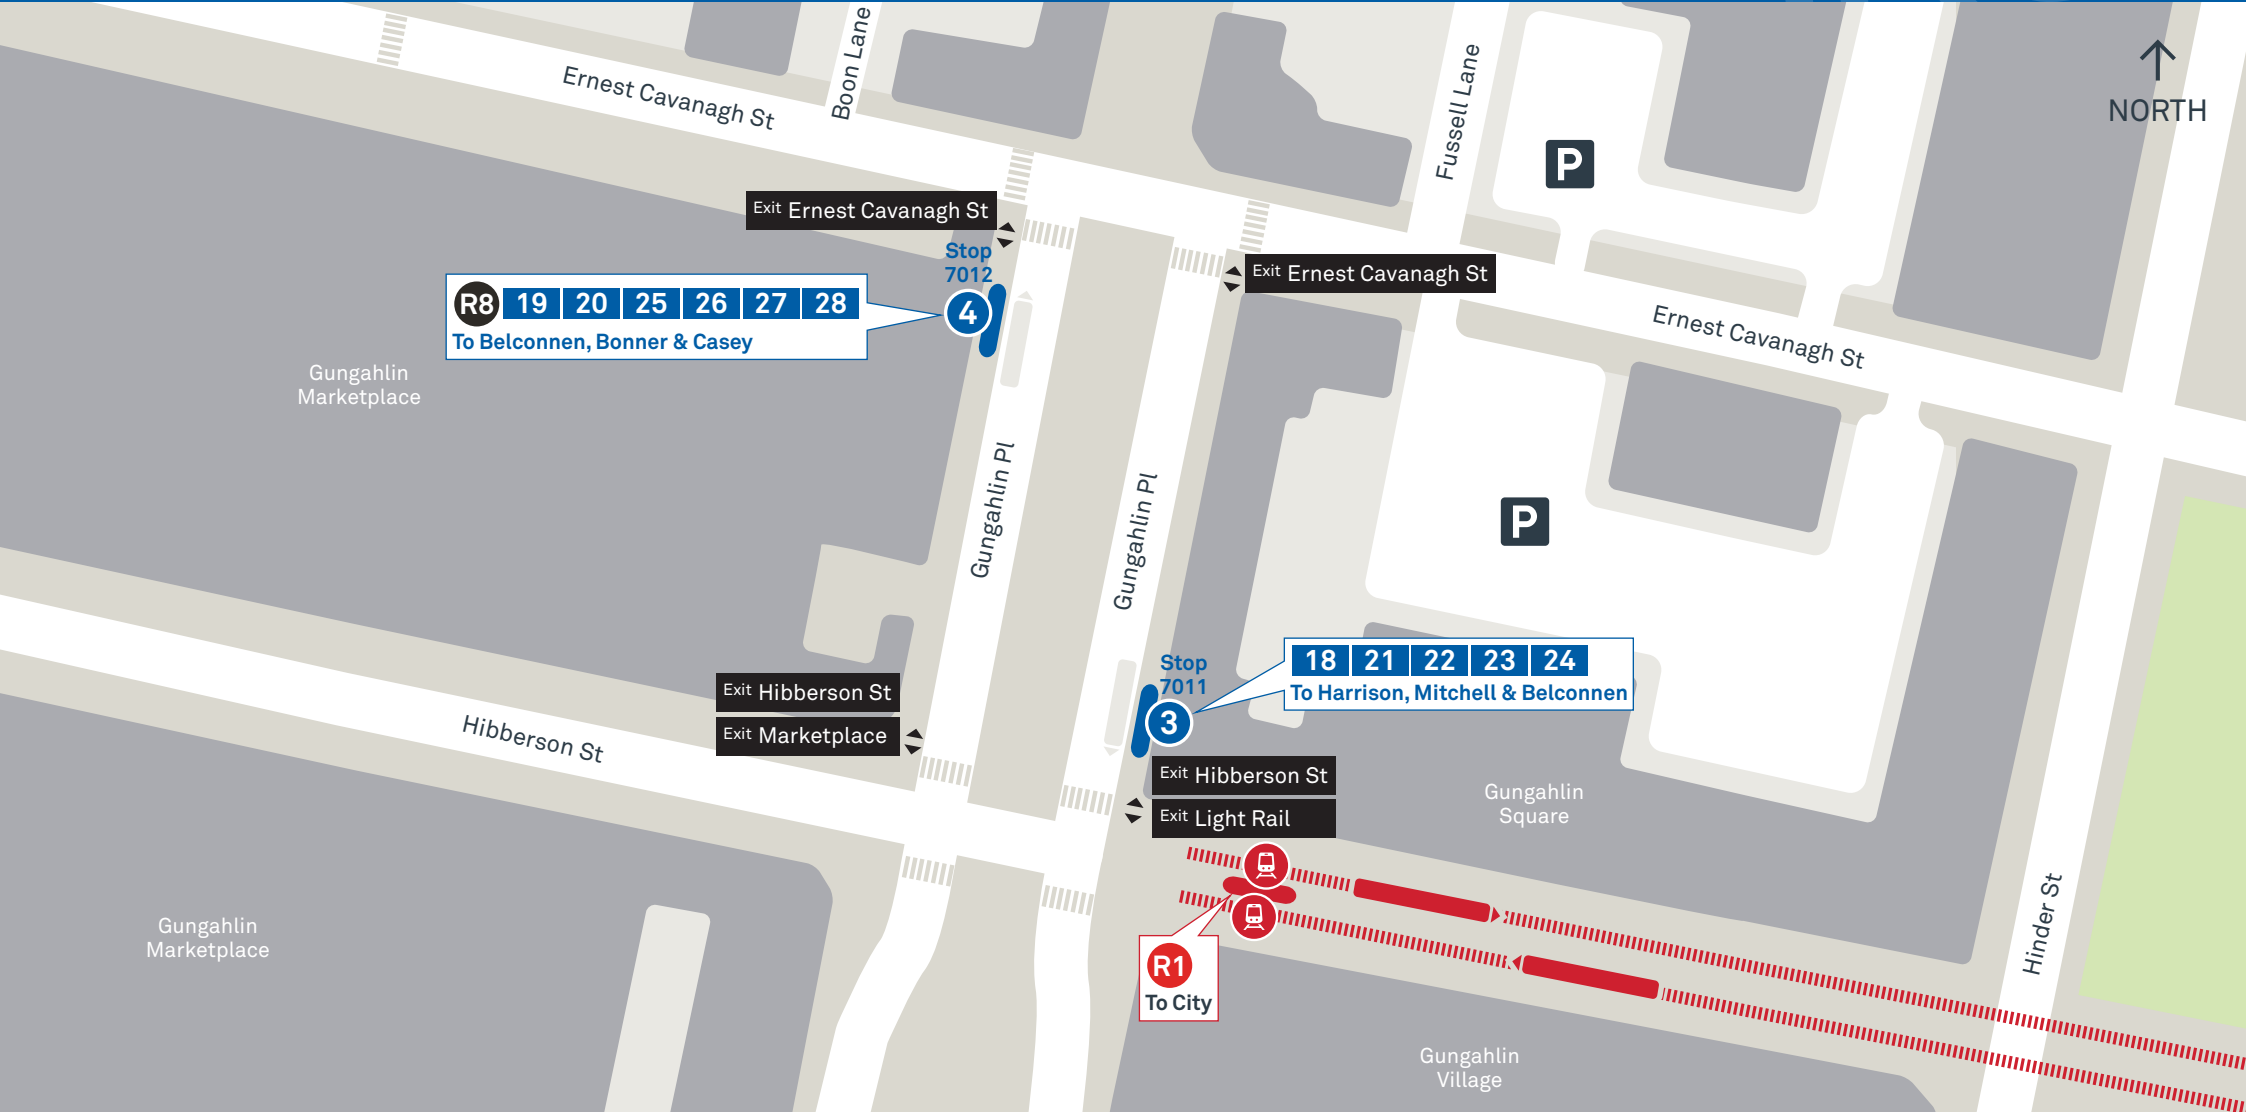 Boon Lane
Ernest Cavanagh St
Fussell Lane
P
NORTH
Exit Ernest Cavanagh St
Stop
7012
4
R8 19 20 25 26 27 28
To Belconnen, Bonner & Casey
Exit Ernest Cavanagh St
Ernest Cavanagh St
Gungahlin
Marketplace
Gungahlin Pl
Gungahlin Pl
P
Stop
7011
3
18 21 22 23 24
To Harrison, Mitchell & Belconnen
Exit Hibberson St
Exit Marketplace
Hibberson St
Exit Hibberson St
Exit Light Rail
Gungahlin
Square
Gungahlin
Marketplace
R1
To City
Hinder St
Gungahlin
Village